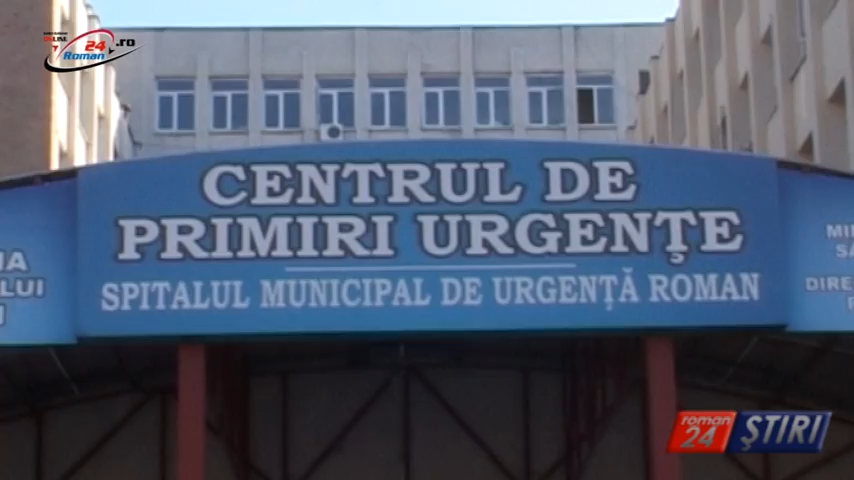 Roman 24 .ro
CENTRUL DE
PRIMIRI URGENȚE
SPITALUL MUNICIPAL DE URGENȚĂ ROMAN
roman
24
ȘTIRI